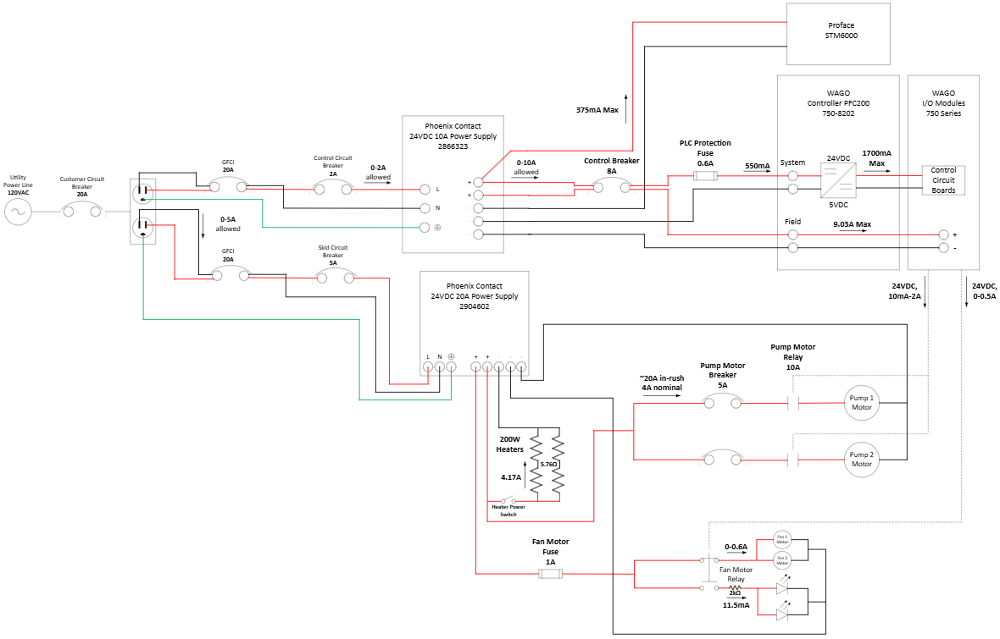 Proface
STM6000
WAGO
Controller PFC200
750-8202
WAGO
I/O Modules
750 Series
375mA Max
Phoenix Contact
24VDC 10A Power Supply
2866323
PLC Protection
Fuse
0.6A
1700mA
Max
550mA
System
24VDC
5VDC
Control
Circuit
Boards
0-10A
allowed
Control Breaker
8A
GFCI
20A
Control Circuit
Breaker
2A
0-2A
allowed
Utility
Power Line
120VAC
Customer Circuit
Breaker
20A
+
+
-
-
-
L
N
Field
9.03A Max
+
-
0-5A
allowed
GFCI
20A
Skid Circuit
Breaker
5A
Phoenix Contact
24VDC 20A Power Supply
2904602
L N
+ + - - -
24VDC,
10mA-2A
24VDC,
0-0.5A
Pump Motor
Relay
10A
Pump Motor
Breaker
5A
~20A in-rush
4A nominal
Pump 1
Motor
Pump 2
Motor
200W
Heaters
5.76Ω
4.17A
Heater Power
Switch
Fan Motor
Fuse
1A
0-0.6A
Fan 1
Motor
Fan 2
Motor
Fan Motor
Relay
2kΩ
11.5mA